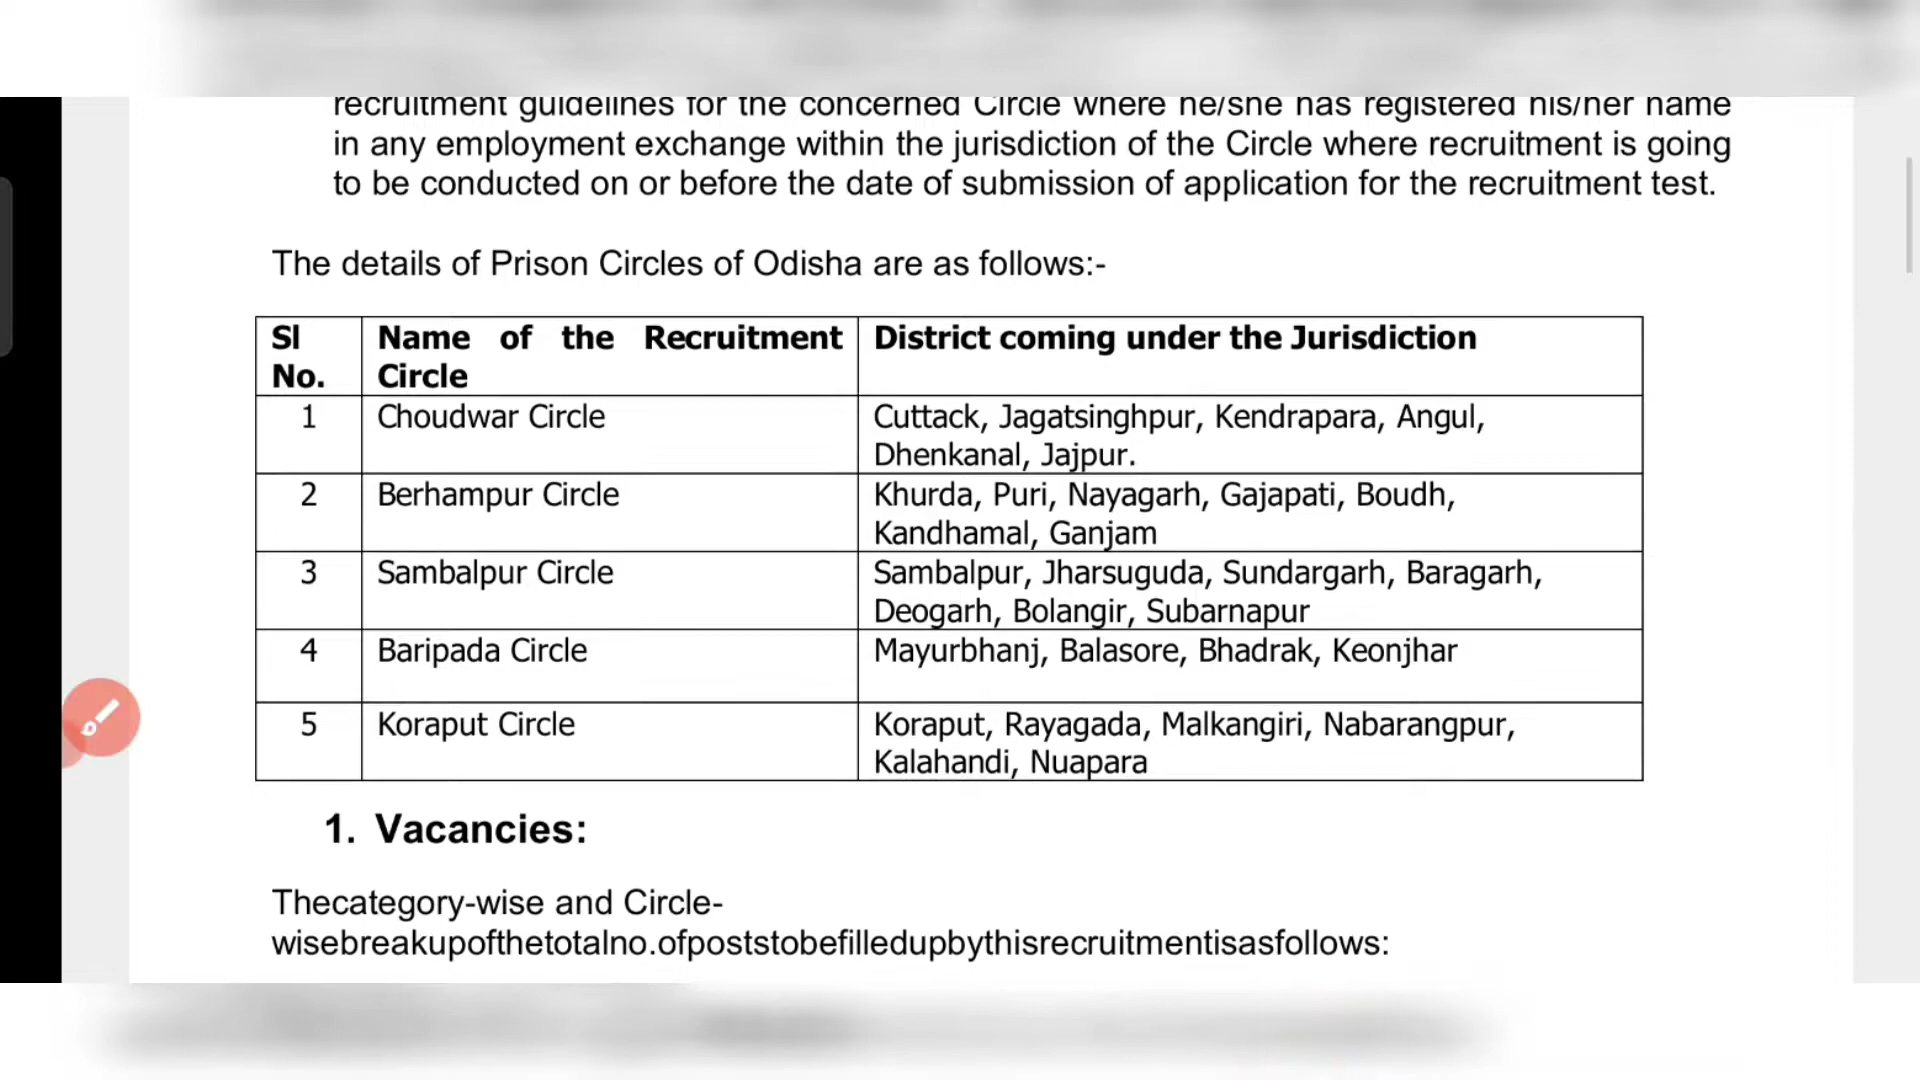 recruitment guidelines for the concerned Circle where he/she has registered his/her name
in any employment exchange within the jurisdiction of the Circle where recruitment is going
to be conducted on or before the date of submission of application for the recruitment test.
The details of Prison Circles of Odisha are as follows:-
Sl No. Name of the Recruitment Circle District coming under the Jurisdiction
1 Choudwar Circle Cuttack, Jagatsinghpur, Kendrapara, Angul,
Dhenkanal, Jajpur.
2 Berhampur Circle Khurda, Puri, Nayagarh, Gajapati, Boudh,
Kandhamal, Ganjam
3 Sambalpur Circle Sambalpur, Jharsuguda, Sundargarh, Baragarh,
Deogarh, Bolangir, Subarnapur
4 Baripada Circle Mayurbhanj, Balasore, Bhadrak, Keonjhar
5 Koraput Circle Koraput, Rayagada, Malkangiri, Nabarangpur,
Kalahandi, Nuapara
1. Vacancies:
Thecategory-wise and Circle-
wisebreakupofthetotalno.ofpoststobefilledupbythisrecruitmentisasfollows: